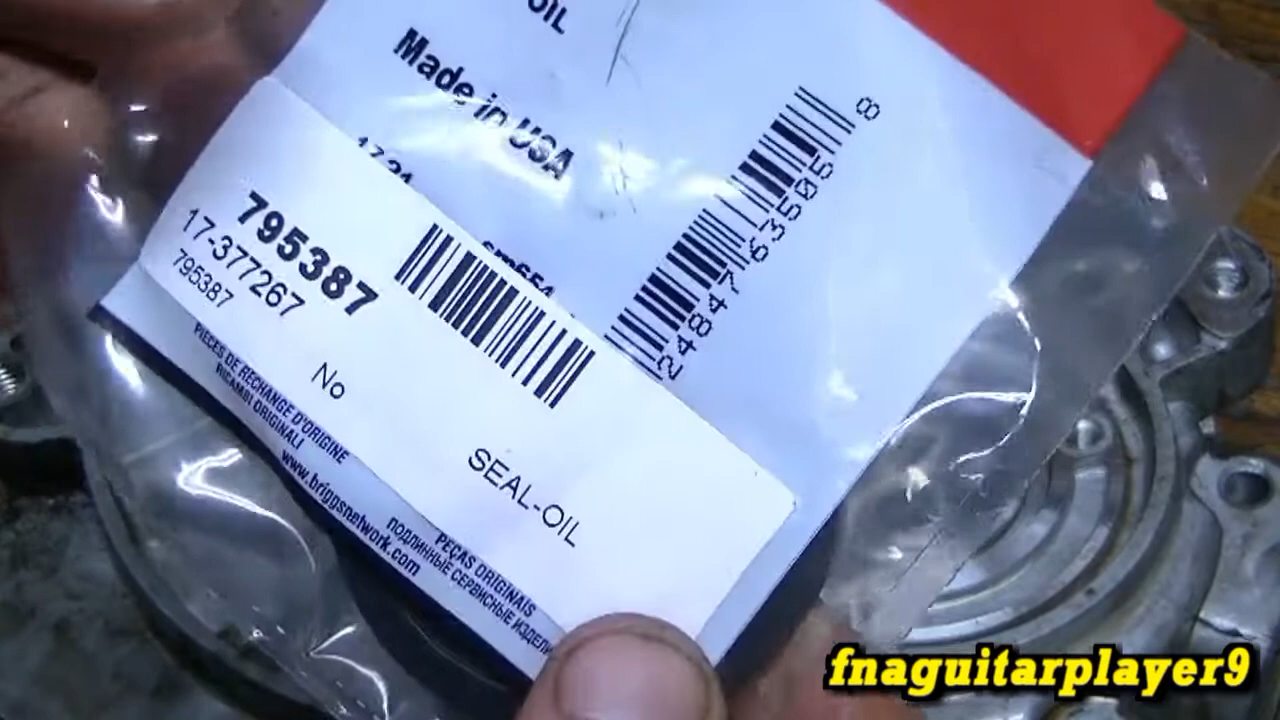 OIL
Made in USA
795387
17-377267
795387
No
SEAL-OIL
24847 63505 8
PIÈCES DE RECHANGE D'ORIGINE
RICAMBI ORIGINALI
www.briggsnetwork.com
PEÇAS ORIGINAIS
ПОДЛИННЫЕ СЕРВИСНЫЕ ИЗДЕЛИ
fnaguitarplayer9